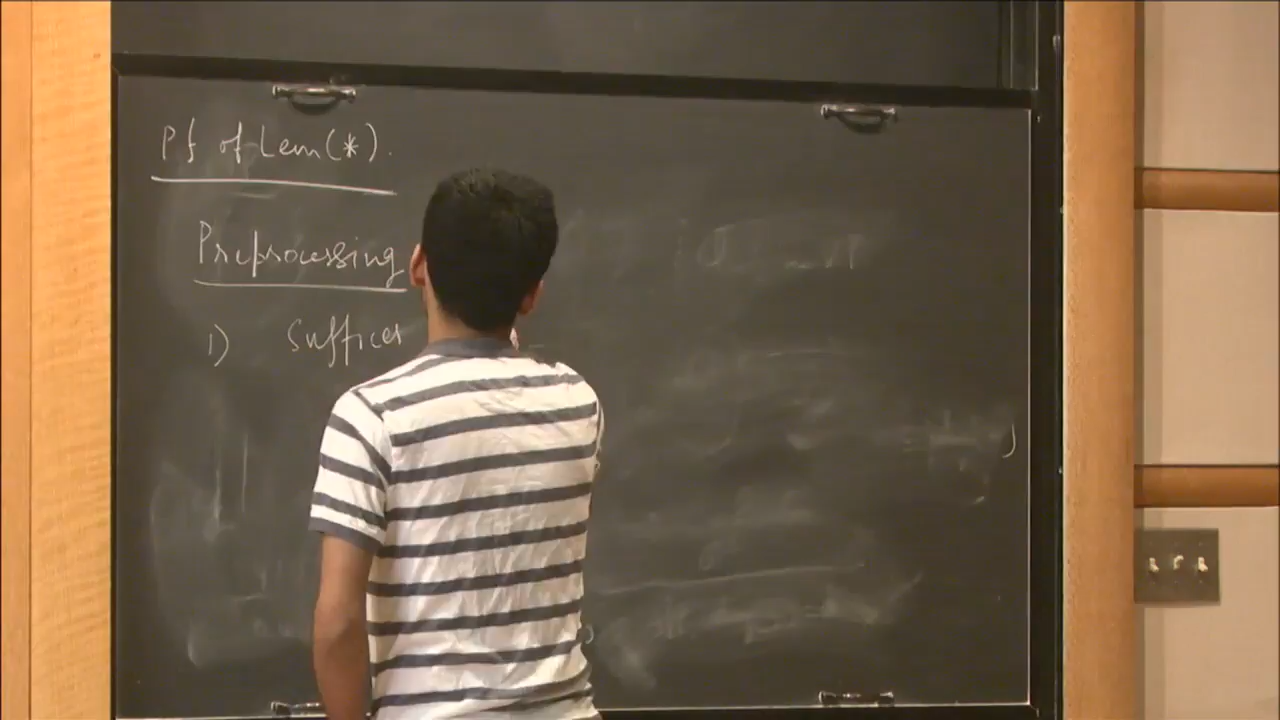 Pf of Lem(*).
Preprocessing
1) Suffices